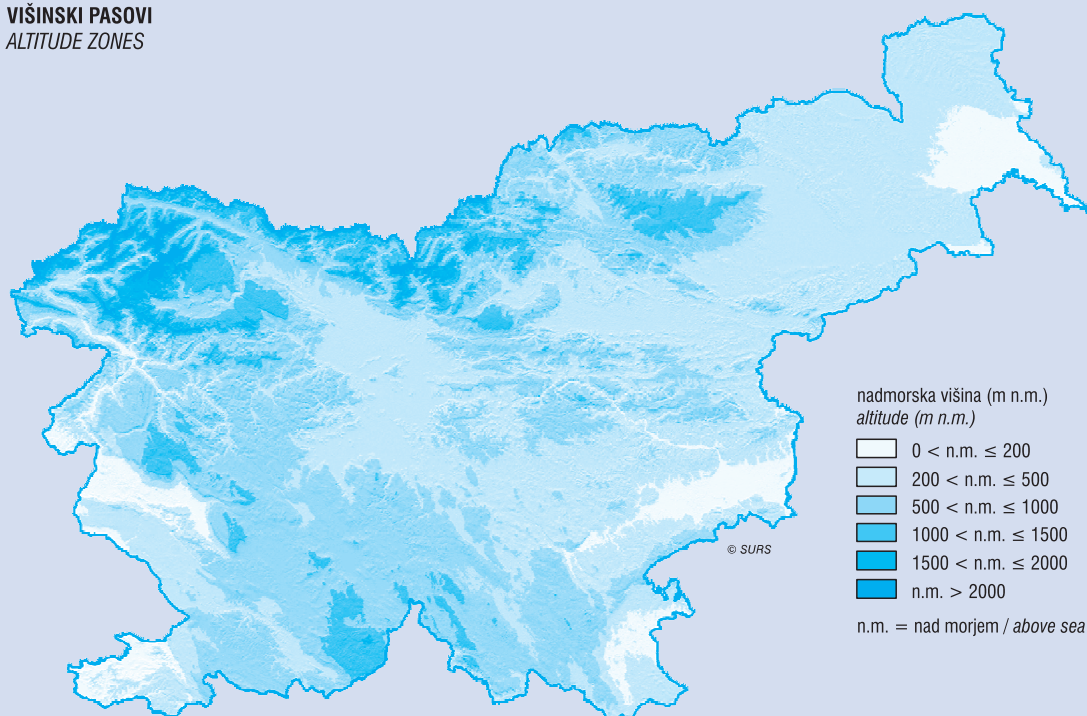 VIŠINSKI PASOVI
ALTITUDE ZONES
nadmorska višina (m n.m.)
altitude (m n.m.)
0 < n.m. ≤ 200
200 < n.m. ≤ 500
500 < n.m. ≤ 1000
1000 < n.m. ≤ 1500
1500 < n.m. ≤ 2000
n.m. > 2000
© SURS
n.m. = nad morjem / above sea